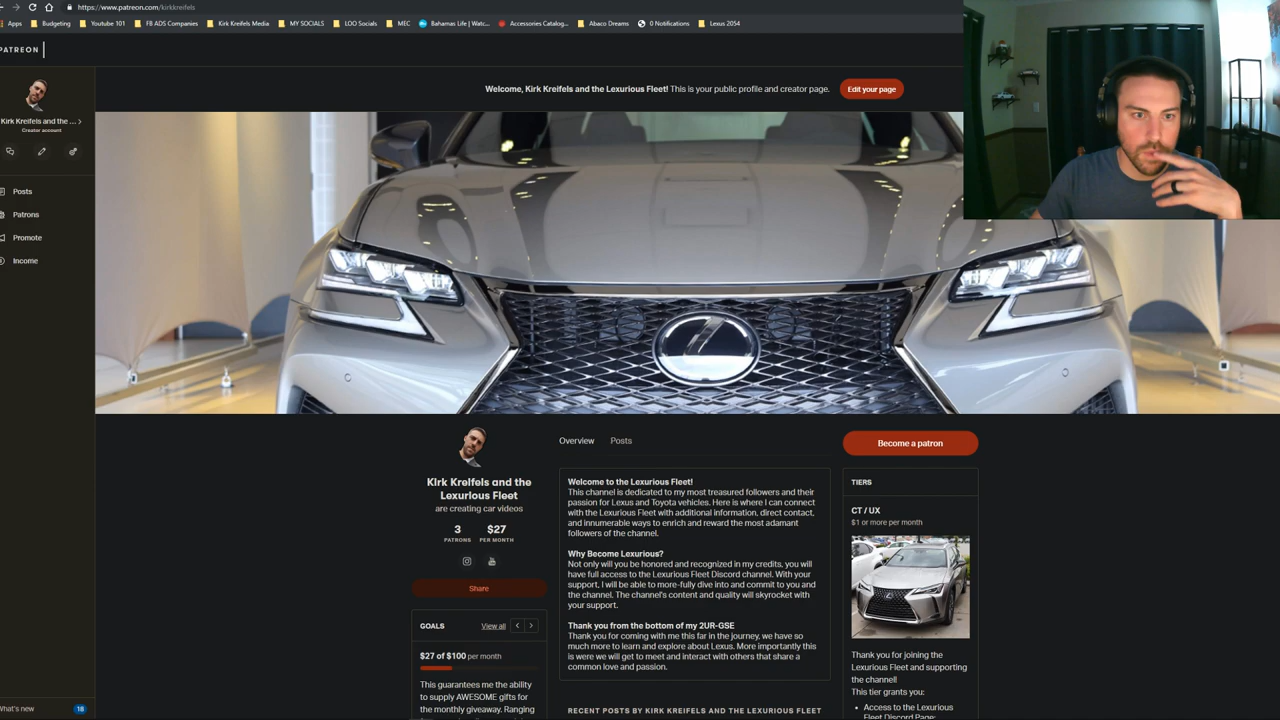 https://www.patreon.com/kirkkreifels
Apps
Budgeting
Youtube 101
FB ADS Companies
Kirk Kreifels Media
MY SOCIALS
LOO Socials
MEC
Bahamas Life | Watc...
Accessories Catalog...
Abaco Dreams
0 Notifications
Lexus 2054
PATREON
Welcome, Kirk Kreifels and the Lexurious Fleet! This is your public profile and creator page.
Edit your page
Kirk Kreifels and the ...
Creator account
Posts
Patrons
Promote
Income
Kirk Kreifels and the
Lexurious Fleet
are creating car videos
3
PATRONS
$27
PER MONTH
Share
GOALS
View all
$27 of $100 per month
This guarantees me the ability
to supply AWESOME gifts for
the monthly giveaway. Ranging
Overview
Posts
Welcome to the Lexurious Fleet!
This channel is dedicated to my most treasured followers and their
passion for Lexus and Toyota vehicles. Here is where I can connect
with the Lexurious Fleet with additional information, direct contact,
and innumerable ways to enrich and reward the most adamant
followers of the channel.
Why Become Lexurious?
Not only will you be honored and recognized in my credits, you will
have full access to the Lexurious Fleet Discord channel. With your
support, I will be able to more-fully dive into and commit to you and
the channel. The channel's content and quality will skyrocket with
your support.
Thank you from the bottom of my 2UR-GSE
Thank you for coming with me this far in the journey, we have so
much more to learn and explore about Lexus. More importantly this
is were we will get to meet and interact with others that share a
common love and passion.
RECENT POSTS BY KIRK KREIFELS AND THE LEXURIOUS FLEET
Become a patron
TIERS
CT / UX
$1 or more per month
Thank you for joining the
Lexurious Fleet and supporting
the channel!
This tier grants you:
Access to the Lexurious
Fleet Discord Page:
What's new
18